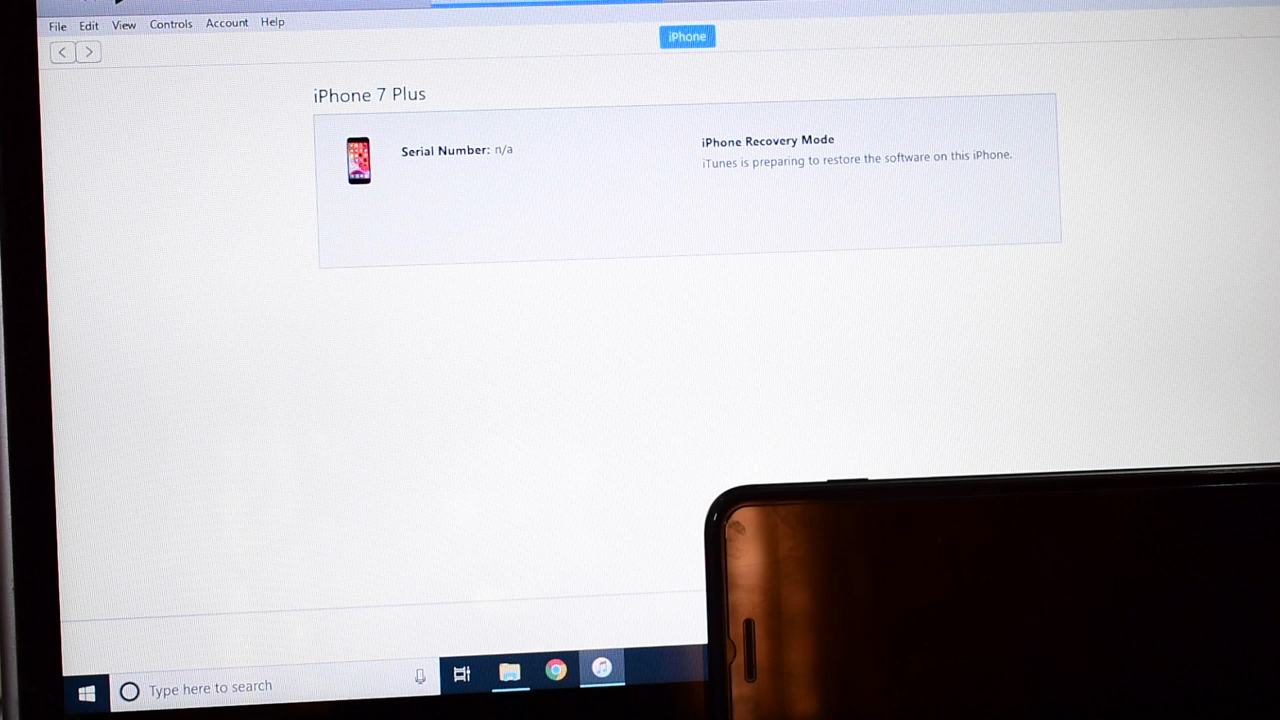 File Edit View Controls Account Help
iPhone
iPhone 7 Plus
Serial Number: n/a
iPhone Recovery Mode
iTunes is preparing to restore the software on this iPhone.
Type here to search